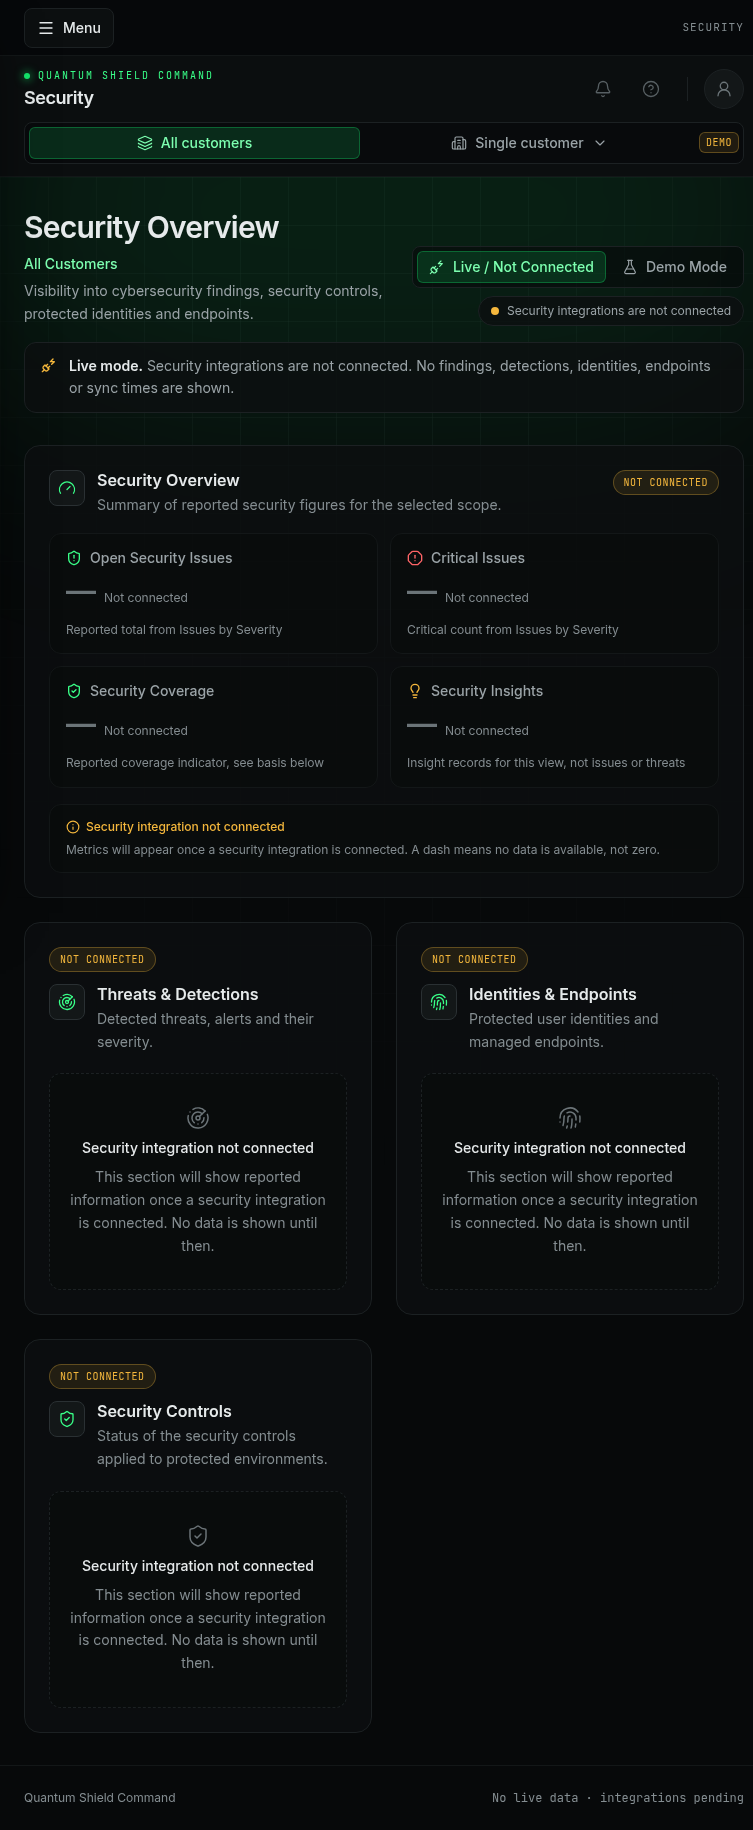 Menu
SECURITY
QUANTUM SHIELD COMMAND
Security
All customers
Single customer
DEMO
Security Overview
All Customers
Visibility into cybersecurity findings, security controls,
protected identities and endpoints.
Live / Not Connected
Demo Mode
Security integrations are not connected
Live mode. Security integrations are not connected. No findings, detections, identities, endpoints
or sync times are shown.
Security Overview
NOT CONNECTED
Summary of reported security figures for the selected scope.
Open Security Issues
— Not connected
Reported total from Issues by Severity
Critical Issues
— Not connected
Critical count from Issues by Severity
Security Coverage
— Not connected
Reported coverage indicator, see basis below
Security Insights
— Not connected
Insight records for this view, not issues or threats
Security integration not connected
Metrics will appear once a security integration is connected. A dash means no data is available, not zero.
NOT CONNECTED
Threats & Detections
Detected threats, alerts and their
severity.
Security integration not connected
This section will show reported
information once a security integration
is connected. No data is shown until
then.
NOT CONNECTED
Identities & Endpoints
Protected user identities and
managed endpoints.
Security integration not connected
This section will show reported
information once a security integration
is connected. No data is shown until
then.
NOT CONNECTED
Security Controls
Status of the security controls
applied to protected environments.
Security integration not connected
This section will show reported
information once a security integration
is connected. No data is shown until
then.
Quantum Shield Command
No live data · integrations pending